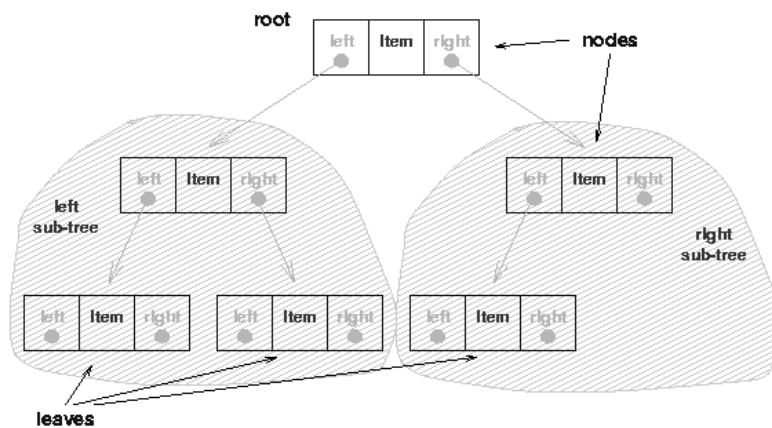 root
left Item right
nodes
left Item right
left Item right
left
sub-tree
right
sub-tree
left Item right
left Item right
left Item right
leaves